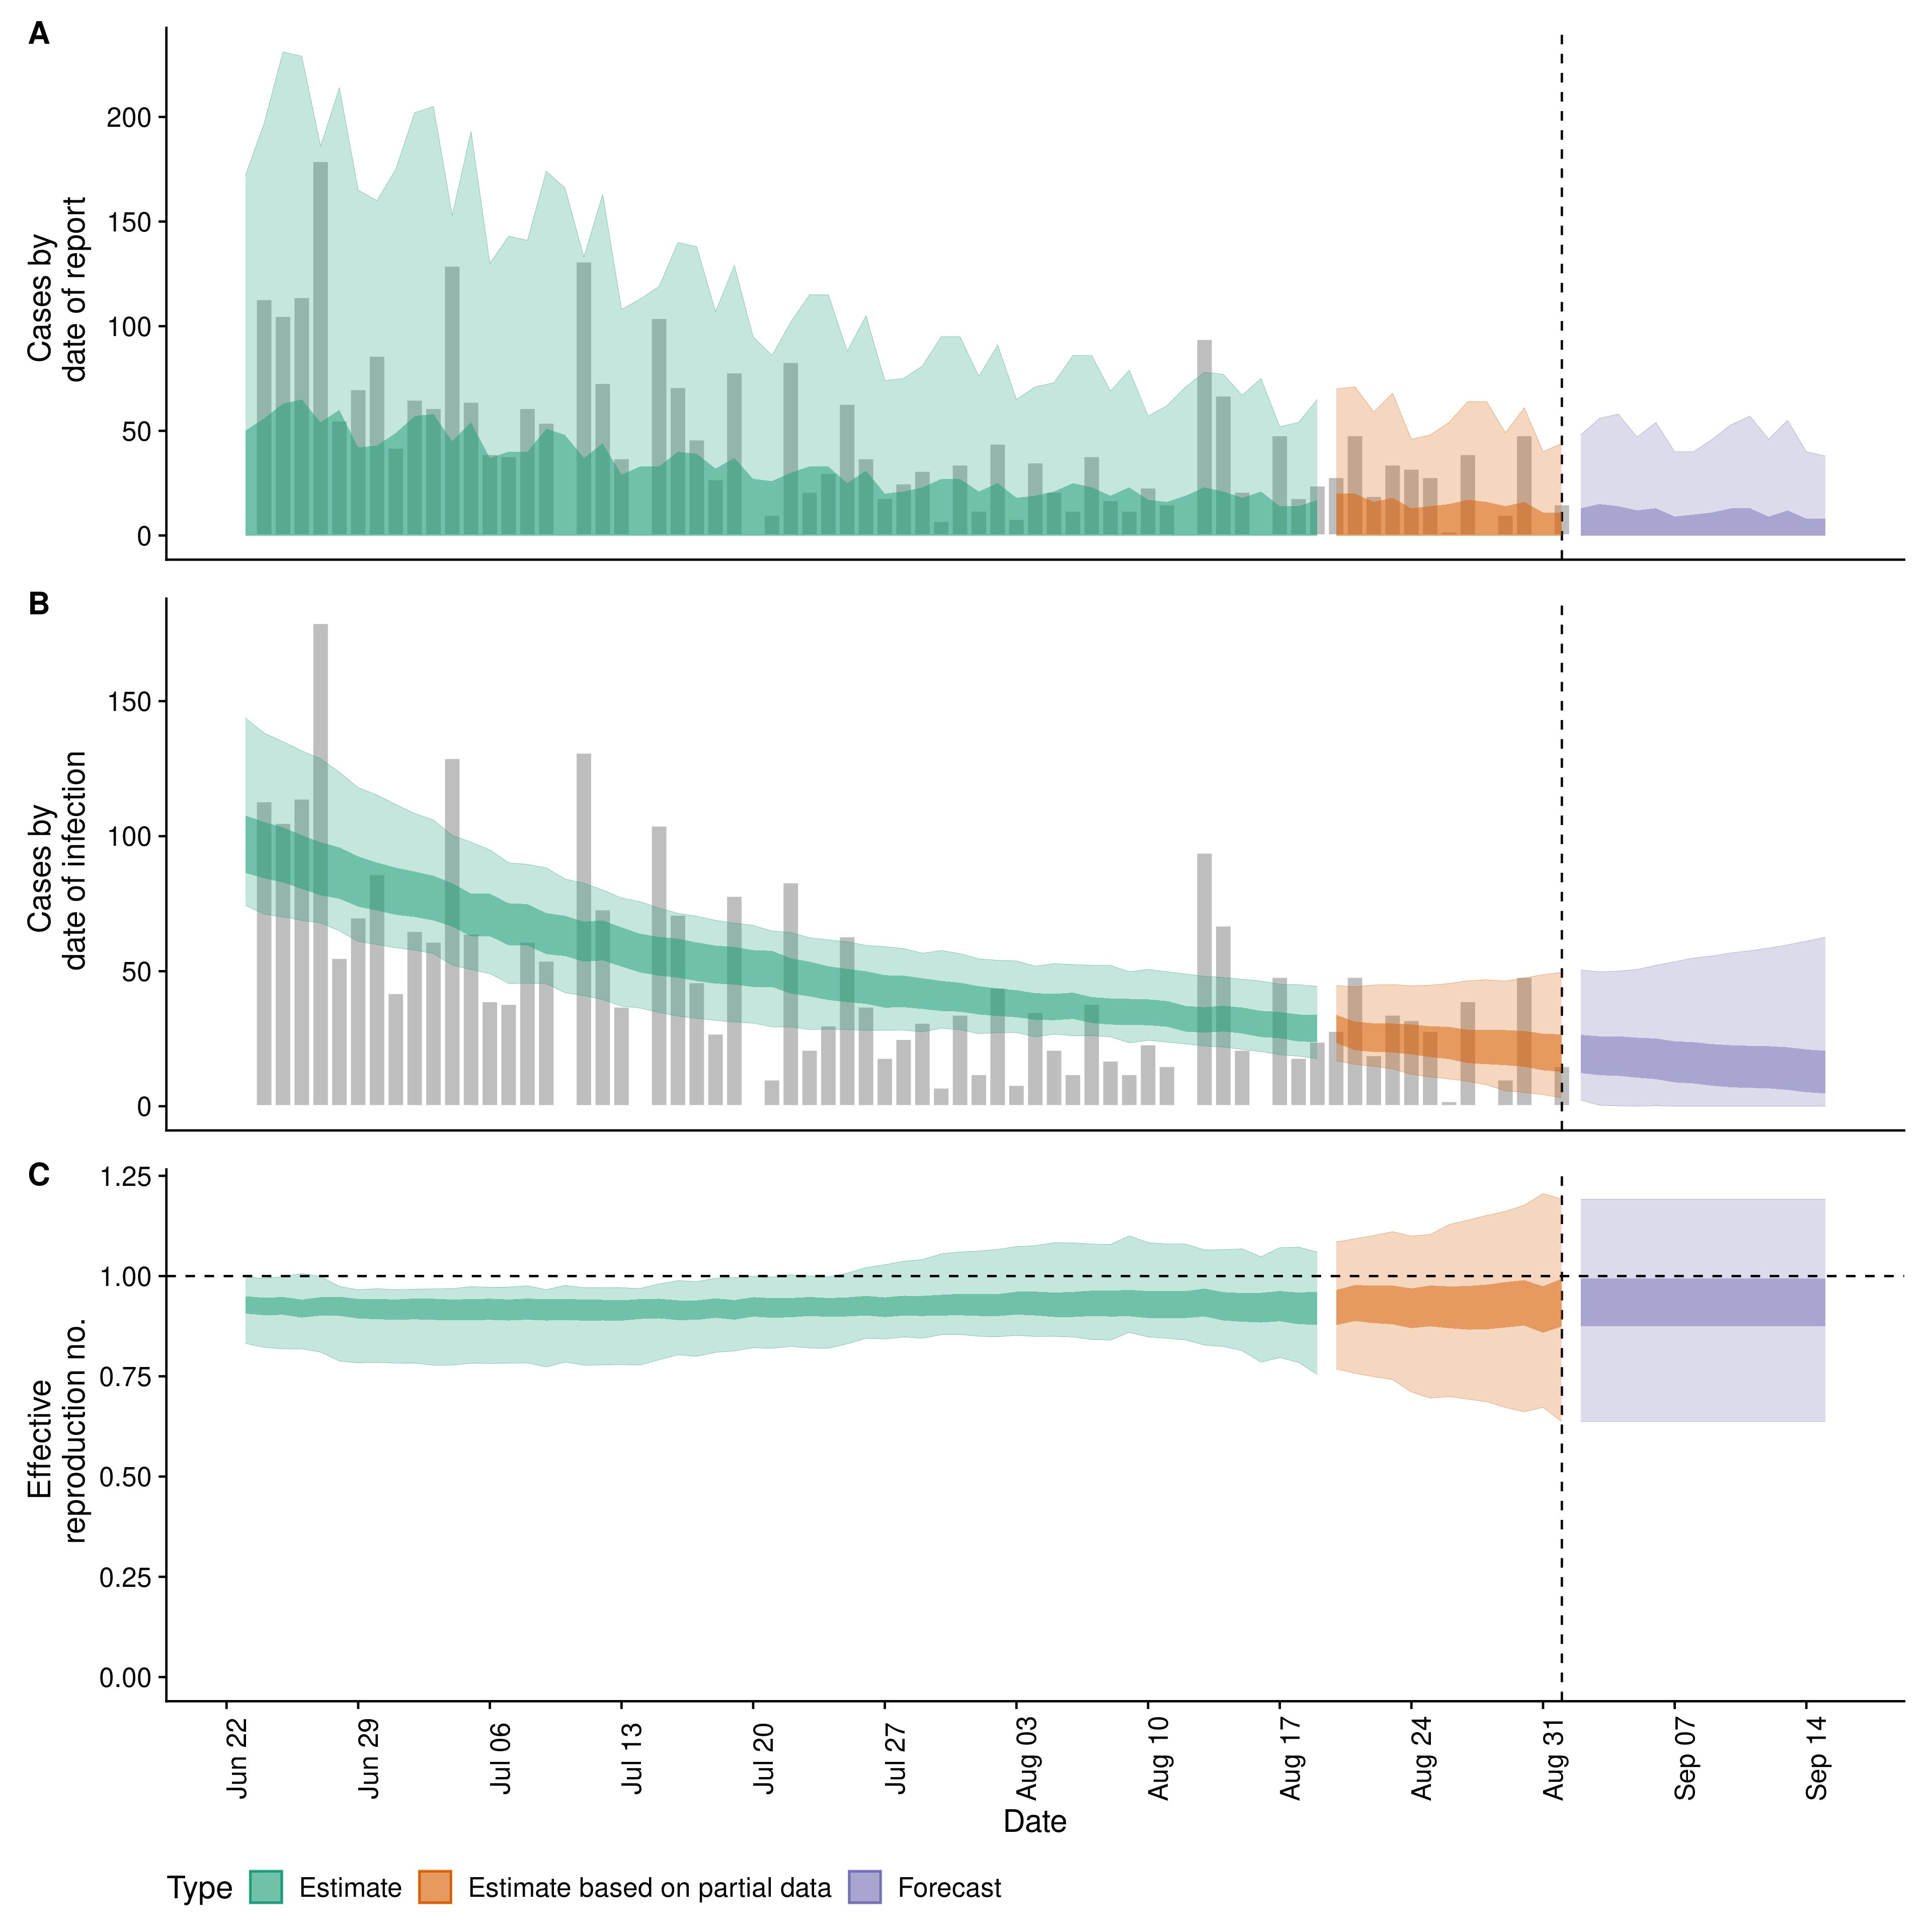 A
Cases by
date of report
200
150
100
50
0
B
Cases by
date of infection
150
100
50
0
C
Effective
reproduction no.
1.25
1.00
0.75
0.50
0.25
0.00
Jun 22
Jun 29
Jul 06
Jul 13
Jul 20
Jul 27
Aug 03
Aug 10
Aug 17
Aug 24
Aug 31
Sep 07
Sep 14
Date
Type Estimate Estimate based on partial data Forecast